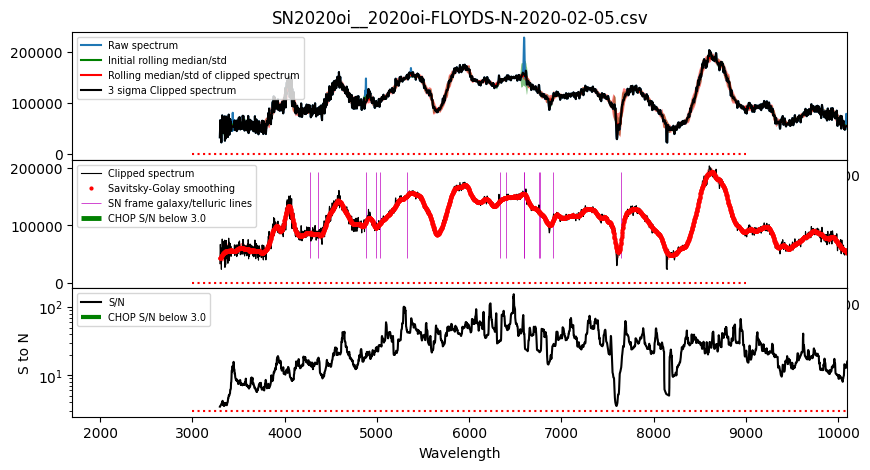 SN2020oi__2020oi-FLOYDS-N-2020-02-05.csv
200000
100000
0
Raw spectrum
Initial rolling median/std
Rolling median/std of clipped spectrum
3 sigma Clipped spectrum
00
200000
100000
0
Clipped spectrum
Savitsky-Golay smoothing
SN frame galaxy/telluric lines
CHOP S/N below 3.0
00
S to N
10²
10¹
S/N
CHOP S/N below 3.0
2000 3000 4000 5000 6000 7000 8000 9000 10000
Wavelength